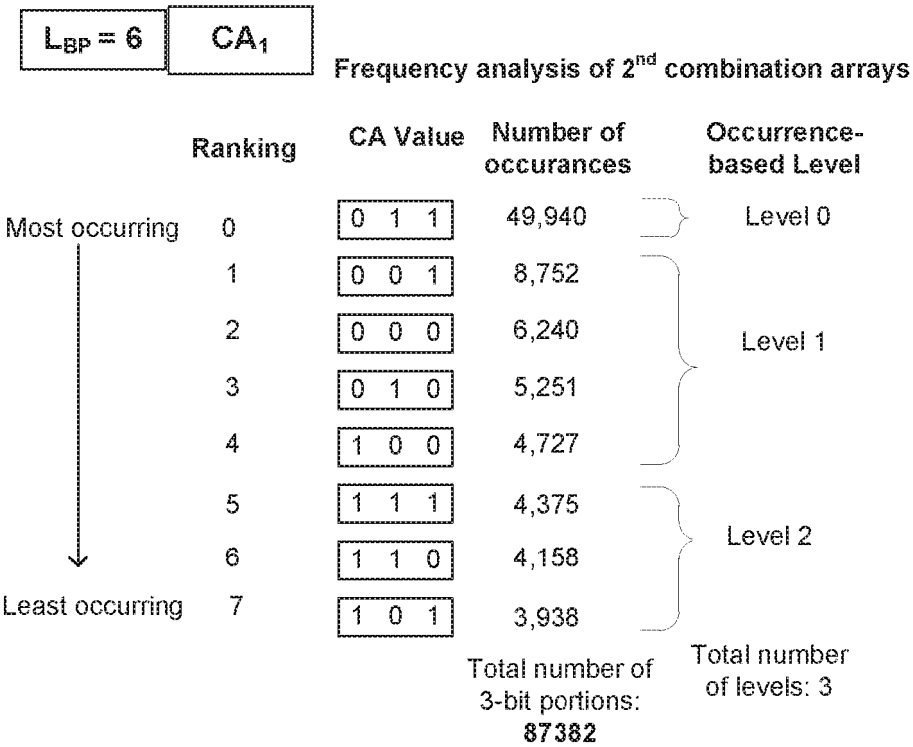 L_BP = 6 CA_1
Frequency analysis of 2nd combination arrays
Ranking CA Value Number of occurances Occurrence-based Level
Most occurring 0 0 1 1 49,940 Level 0
1 0 0 1 8,752
2 0 0 0 6,240 Level 1
3 0 1 0 5,251
4 1 0 0 4,727
5 1 1 1 4,375
Level 2
6 1 1 0 4,158
Least occurring 7 1 0 1 3,938
Total number of 3-bit portions: 87382
Total number of levels: 3